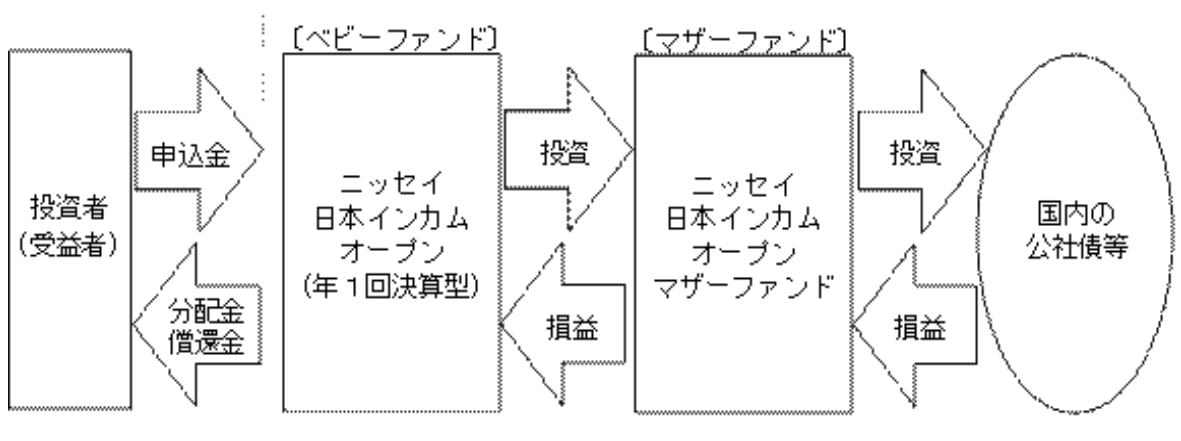 〔ベビーファンド〕
〔マザーファンド〕
投資者
（受益者）
申込金
分配金
償還金
ニッセイ
日本インカム
オープン
（年１回決算型）
投資
損益
ニッセイ
日本インカム
オープン
マザーファンド
投資
損益
国内の
公社債等